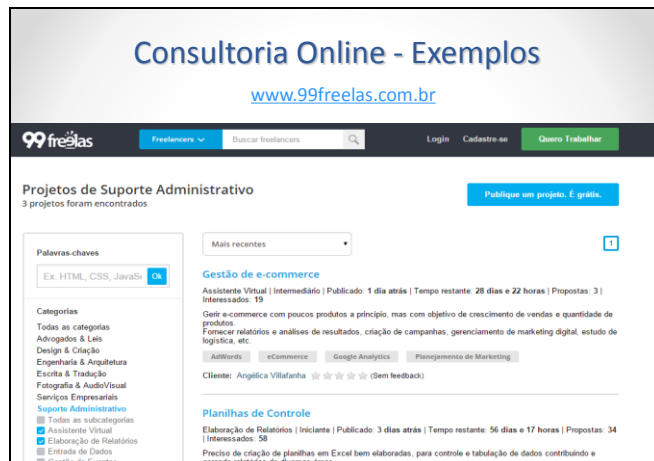 Consultoria Online - Exemplos
www.99freelas.com.br
99freelas
Freelancers
Buscar freelancers
Login
Cadastre-se
Quero Trabalhar
Projetos de Suporte Administrativo
3 projetos foram encontrados
Publique um projeto. É grátis.
Palavras-chaves
Ex. HTML, CSS, JavaS
Ok
Categorias
Todas as categorias
Advogados & Leis
Design & Criação
Engenharia & Arquitetura
Escrita & Tradução
Fotografia & AudioVisual
Serviços Empresariais
Suporte Administrativo
Todas as subcategorias
Assistente Virtual
Elaboração de Relatórios
Entrada de Dados
Mais recentes
1
Gestão de e-commerce
Assistente Virtual | Intermediário | Publicado: 1 dia atrás | Tempo restante: 28 dias e 22 horas | Propostas: 3 |
Interessados: 19
Gerir e-commerce com poucos produtos a princípio, mas com objetivo de crescimento de vendas e quantidade de
produtos.
Fornecer relatórios e análises de resultados, criação de campanhas, gerenciamento de marketing digital, estudo de
logística, etc.
AdWords
eCommerce
Google Analytics
Planejamento de Marketing
Cliente: Angélica Villafanha (Sem feedback)
Planilhas de Controle
Elaboração de Relatórios | Iniciante | Publicado: 3 dias atrás | Tempo restante: 56 dias e 17 horas | Propostas: 34
| Interessados: 58
Preciso de criação de planilhas em Excel bem elaboradas, para controle e tabulação de dados contribuindo e